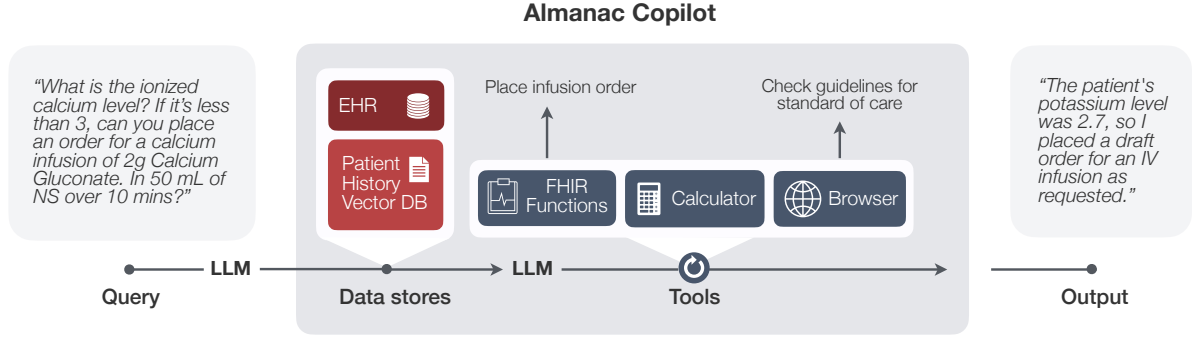 Almanac Copilot
“What is the ionized
calcium level? If it’s less
than 3, can you place
an order for a calcium
infusion of 2g Calcium
Gluconate. In 50 mL of
NS over 10 mins?”
EHR
Patient
History
Vector DB
Place infusion order
Check guidelines for
standard of care
FHIR
Functions
Calculator
Browser
“The patient's
potassium level
was 2.7, so I
placed a draft
order for an IV
infusion as
requested.”
LLM
LLM
Query
Data stores
Tools
Output